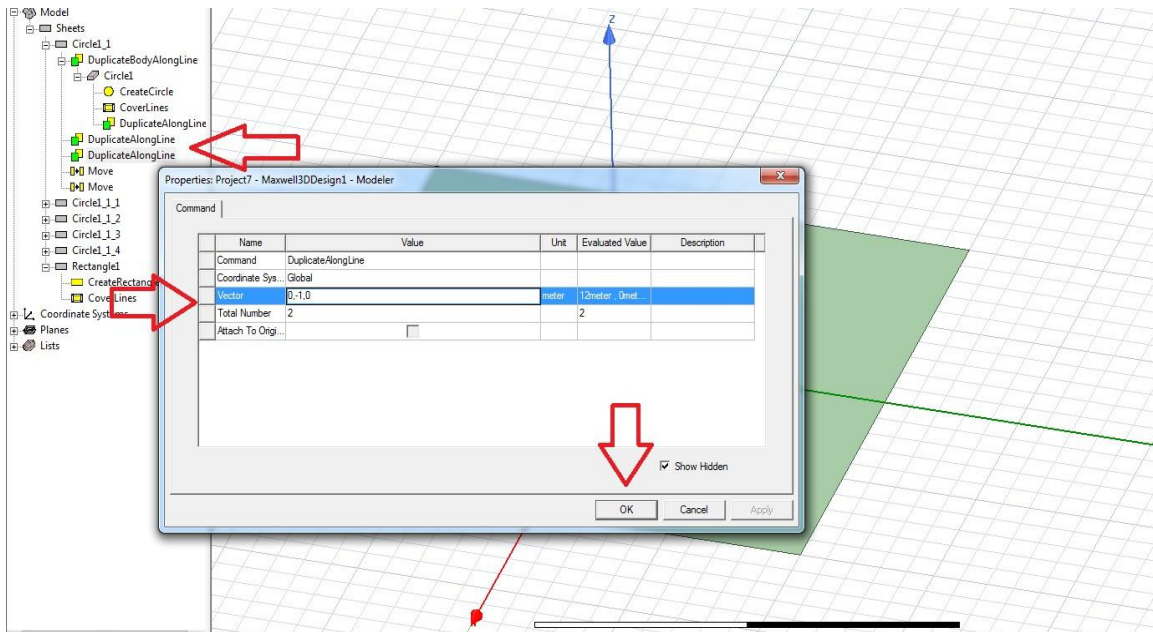 Model
Sheets
Circle1_1
DuplicateBodyAlongLine
Circle1
CreateCircle
CoverLines
DuplicateAlongLine
DuplicateAlongLine
DuplicateAlongLine
Move
Move
Circle1_1_1
Circle1_1_2
Circle1_1_3
Circle1_1_4
Rectangle1
CreateRectangle
CoverLines
Coordinate Systems
Planes
Lists
Z
Properties: Project7 - Maxwell3DDesign1 - Modeler
Command
Name Value Unit Evaluated Value Description
Command DuplicateAlongLine
Coordinate Sys... Global
Vector 0,-1,0 meter 12meter , 0met...
Total Number 2 2
Attach To Origi...
Show Hidden
OK Cancel Apply